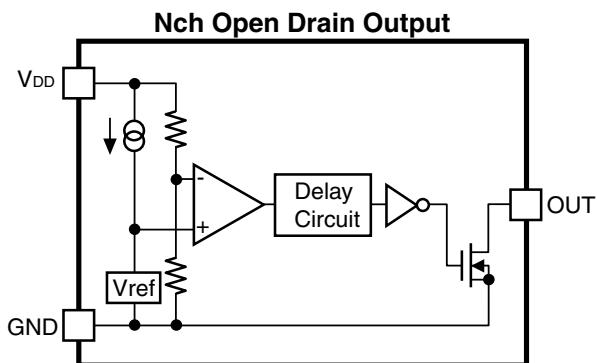 Nch Open Drain Output
VDD
-
+
Delay
Circuit
OUT
Vref
GND